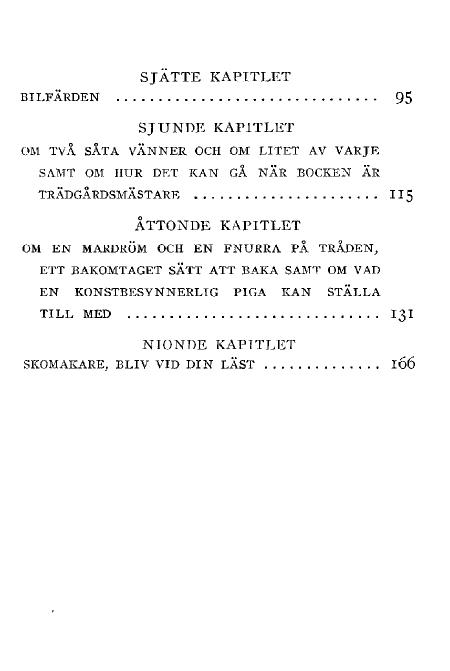 SJÄTTE KAPITLET
BILFÄRDEN ............................... 95
SJUNDE KAPITLET
OM TVÅ SÅTA VÄNNER OCH OM LITET AV VARJE
SAMT OM HUR DET KAN GÅ NÄR BOCKEN ÄR
TRÄDGÅRDSMÄSTARE ...................... 115
ÅTTONDE KAPITLET
OM EN MARDRÖM OCH EN FNURRA PÅ TRÅDEN,
ETT BAKOMTAGET SÄTT ATT BAKA SAMT OM VAD
EN KONSTBESYNNERLIG PIGA KAN STÄLLA
TILL MED .............................. 131
NIONDE KAPITLET
SKOMAKARE, BLIV VID DIN LÄST .............. 166